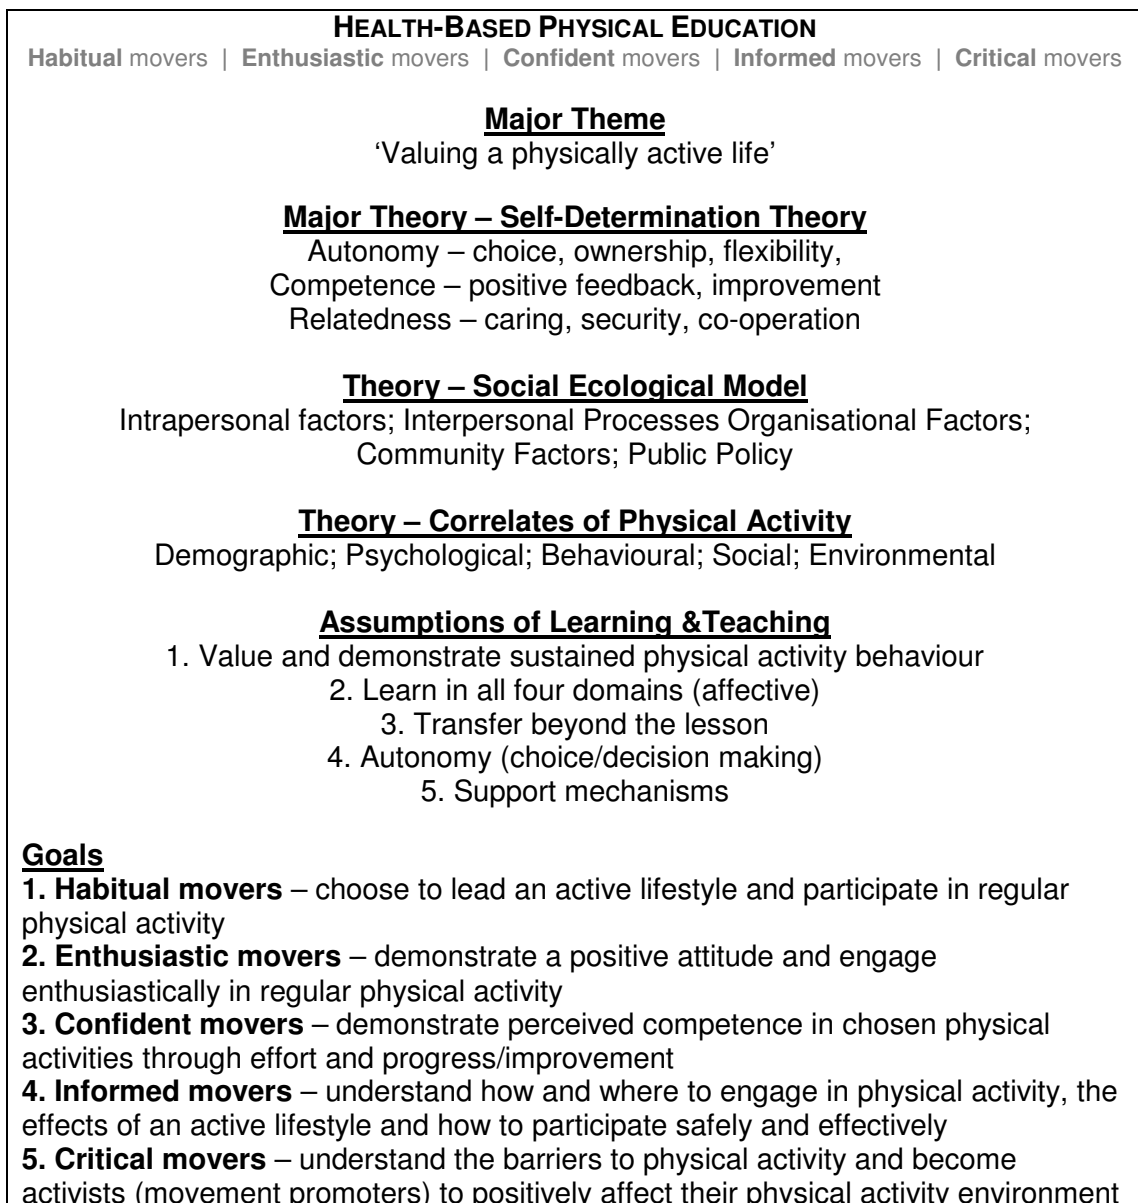 HEALTH-BASED PHYSICAL EDUCATION
Habitual movers | Enthusiastic movers | Confident movers | Informed movers | Critical movers
Major Theme
‘Valuing a physically active life’
Major Theory – Self-Determination Theory
Autonomy – choice, ownership, flexibility,
Competence – positive feedback, improvement
Relatedness – caring, security, co-operation
Theory – Social Ecological Model
Intrapersonal factors; Interpersonal Processes Organisational Factors;
Community Factors; Public Policy
Theory – Correlates of Physical Activity
Demographic; Psychological; Behavioural; Social; Environmental
Assumptions of Learning &Teaching
1. Value and demonstrate sustained physical activity behaviour
2. Learn in all four domains (affective)
3. Transfer beyond the lesson
4. Autonomy (choice/decision making)
5. Support mechanisms
Goals
1. Habitual movers – choose to lead an active lifestyle and participate in regular
physical activity
2. Enthusiastic movers – demonstrate a positive attitude and engage
enthusiastically in regular physical activity
3. Confident movers – demonstrate perceived competence in chosen physical
activities through effort and progress/improvement
4. Informed movers – understand how and where to engage in physical activity, the
effects of an active lifestyle and how to participate safely and effectively
5. Critical movers – understand the barriers to physical activity and become
activists (movement promoters) to positively affect their physical activity environment